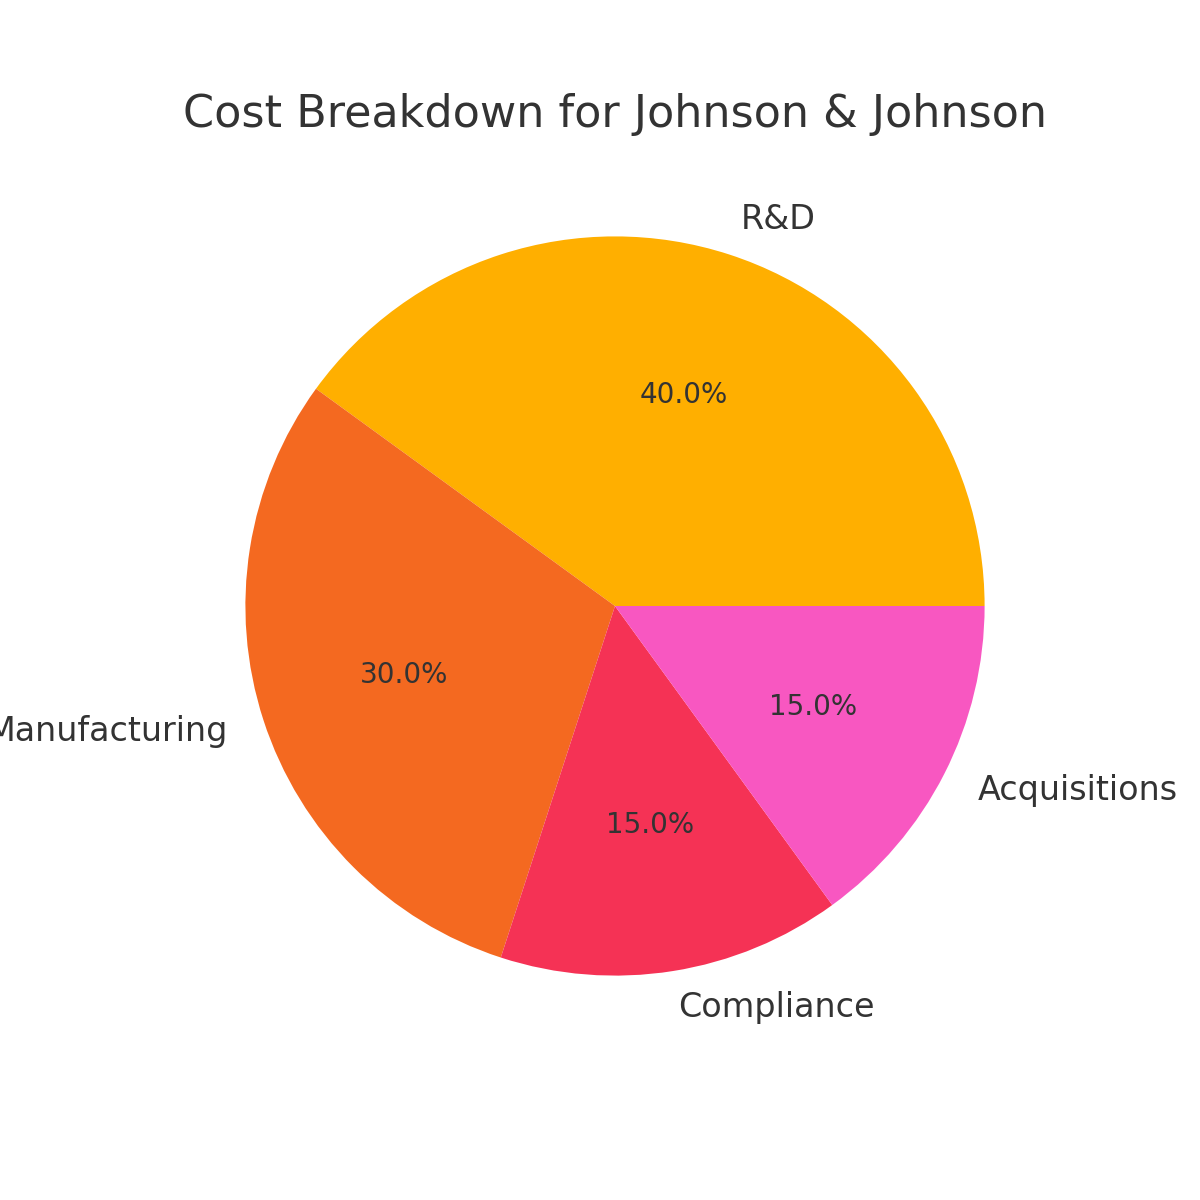 Cost Breakdown for Johnson & Johnson
R&D
40.0%
30.0%
Manufacturing
15.0%
Acquisitions
15.0%
Compliance